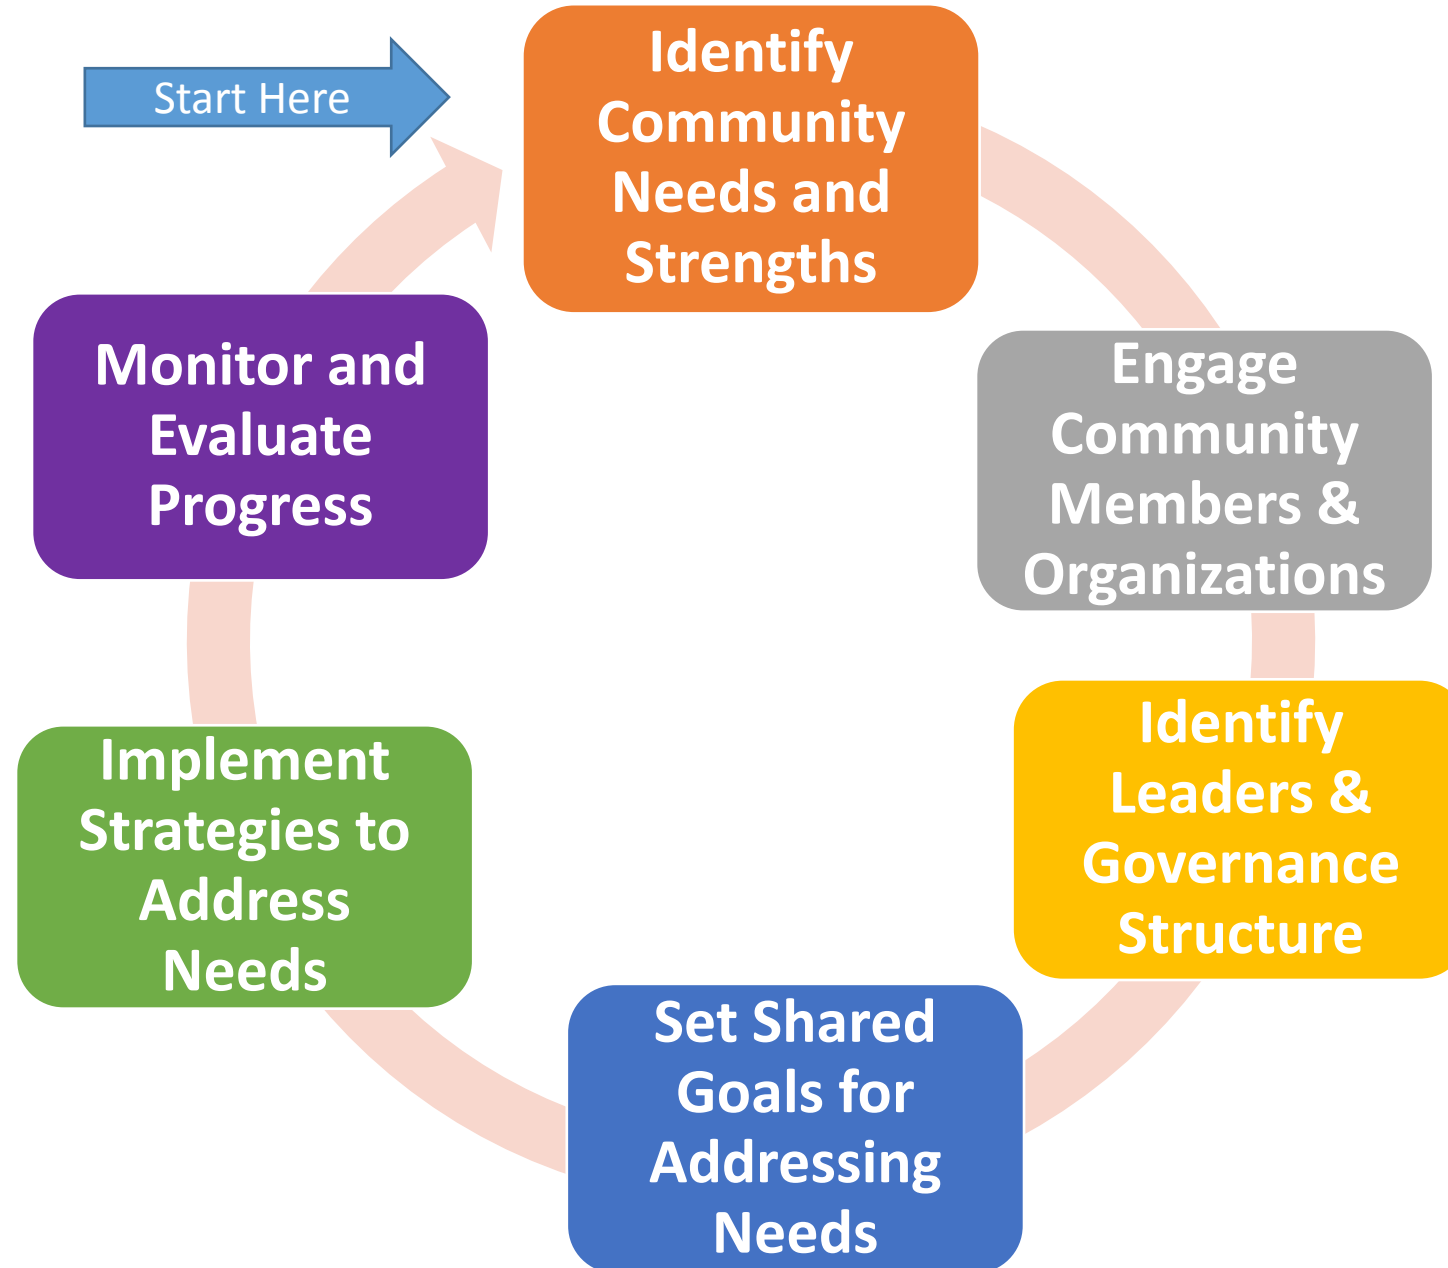 Start Here
Identify
Community
Needs and
Strengths
Engage
Community
Members &
Organizations
Identify
Leaders &
Governance
Structure
Set Shared
Goals for
Addressing
Needs
Implement
Strategies to
Address
Needs
Monitor and
Evaluate
Progress